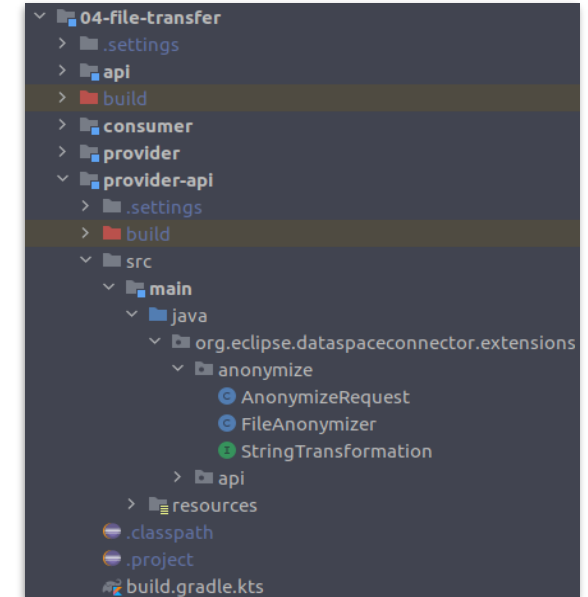 04-file-transfer
.settings
api
build
consumer
provider
provider-api
.settings
build
src
main
java
org.eclipse.dataspaceconnector.extensions
anonymize
C AnonymizeRequest
C FileAnonymizer
I StringTransformation
api
resources
.classpath
.project
build.gradle.kts